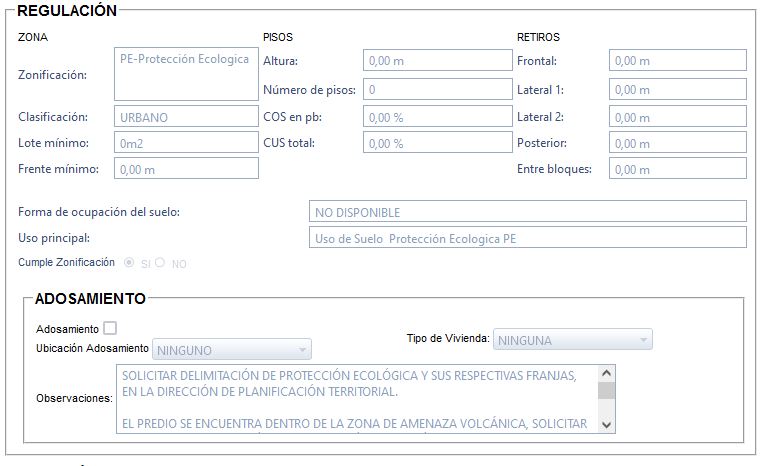 REGULACIÓN
ZONA
Zonificación: PE-Protección Ecologica
Clasificación: URBANO
Lote mínimo: 0m2
Frente mínimo: 0,00 m
PISOS
Altura: 0,00 m
Número de pisos: 0
COS en pb: 0,00 %
CUS total: 0,00 %
RETIROS
Frontal: 0,00 m
Lateral 1: 0,00 m
Lateral 2: 0,00 m
Posterior: 0,00 m
Entre bloques: 0,00 m
Forma de ocupación del suelo: NO DISPONIBLE
Uso principal: Uso de Suelo Protección Ecologica PE
Cumple Zonificación SI NO
ADOSAMIENTO
Adosamiento
Ubicación Adosamiento NINGUNO
Tipo de Vivienda: NINGUNA
Observaciones:
SOLICITAR DELIMITACIÓN DE PROTECCIÓN ECOLÓGICA Y SUS RESPECTIVAS FRANJAS,
EN LA DIRECCIÓN DE PLANIFICACIÓN TERRITORIAL.
EL PREDIO SE ENCUENTRA DENTRO DE LA ZONA DE AMENAZA VOLCÁNICA, SOLICITAR